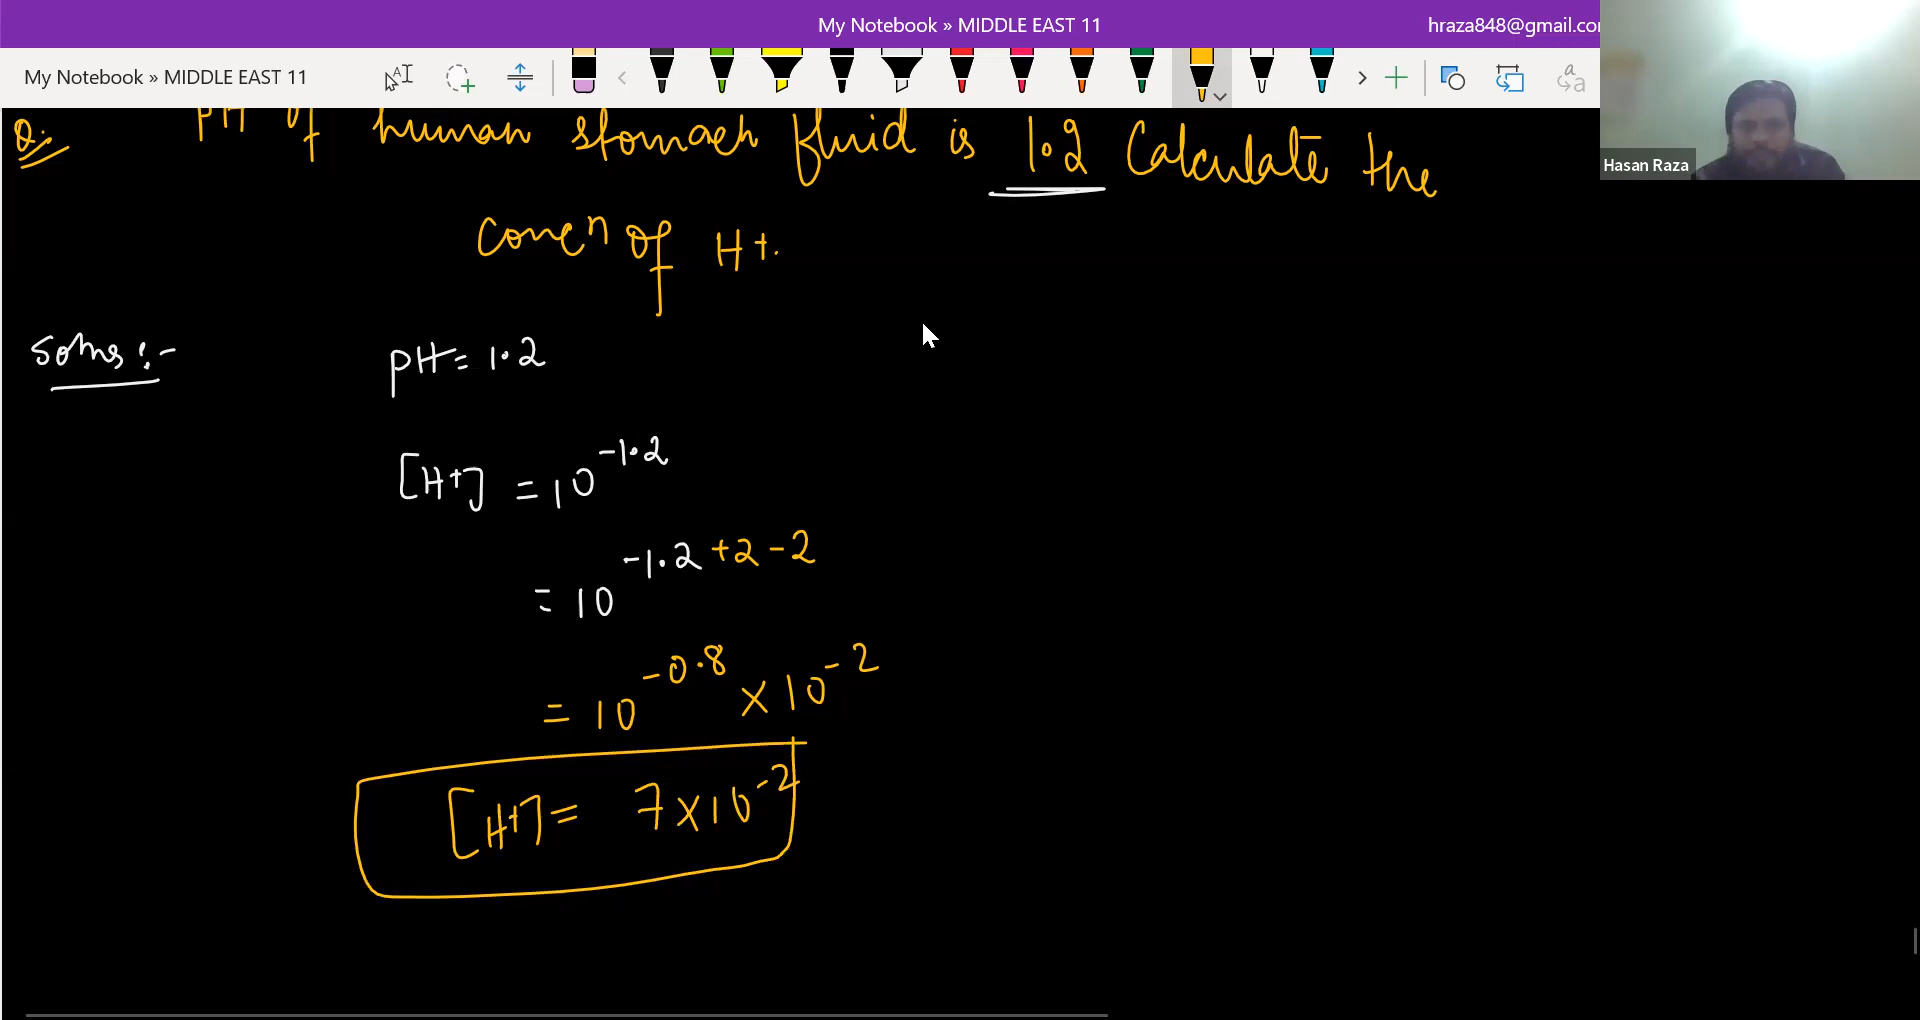 My Notebook » MIDDLE EAST 11
hraza848@gmail.co
My Notebook » MIDDLE EAST 11
Hasan Raza
Q:- pH of human stomach fluid is 1.2 Calculate the
concn of H+.
Solns:-
pH = 1.2
[H+] = 10^-1.2
= 10^-1.2+2-2
= 10^-0.8 × 10^-2
[H+] = 7×10^-2